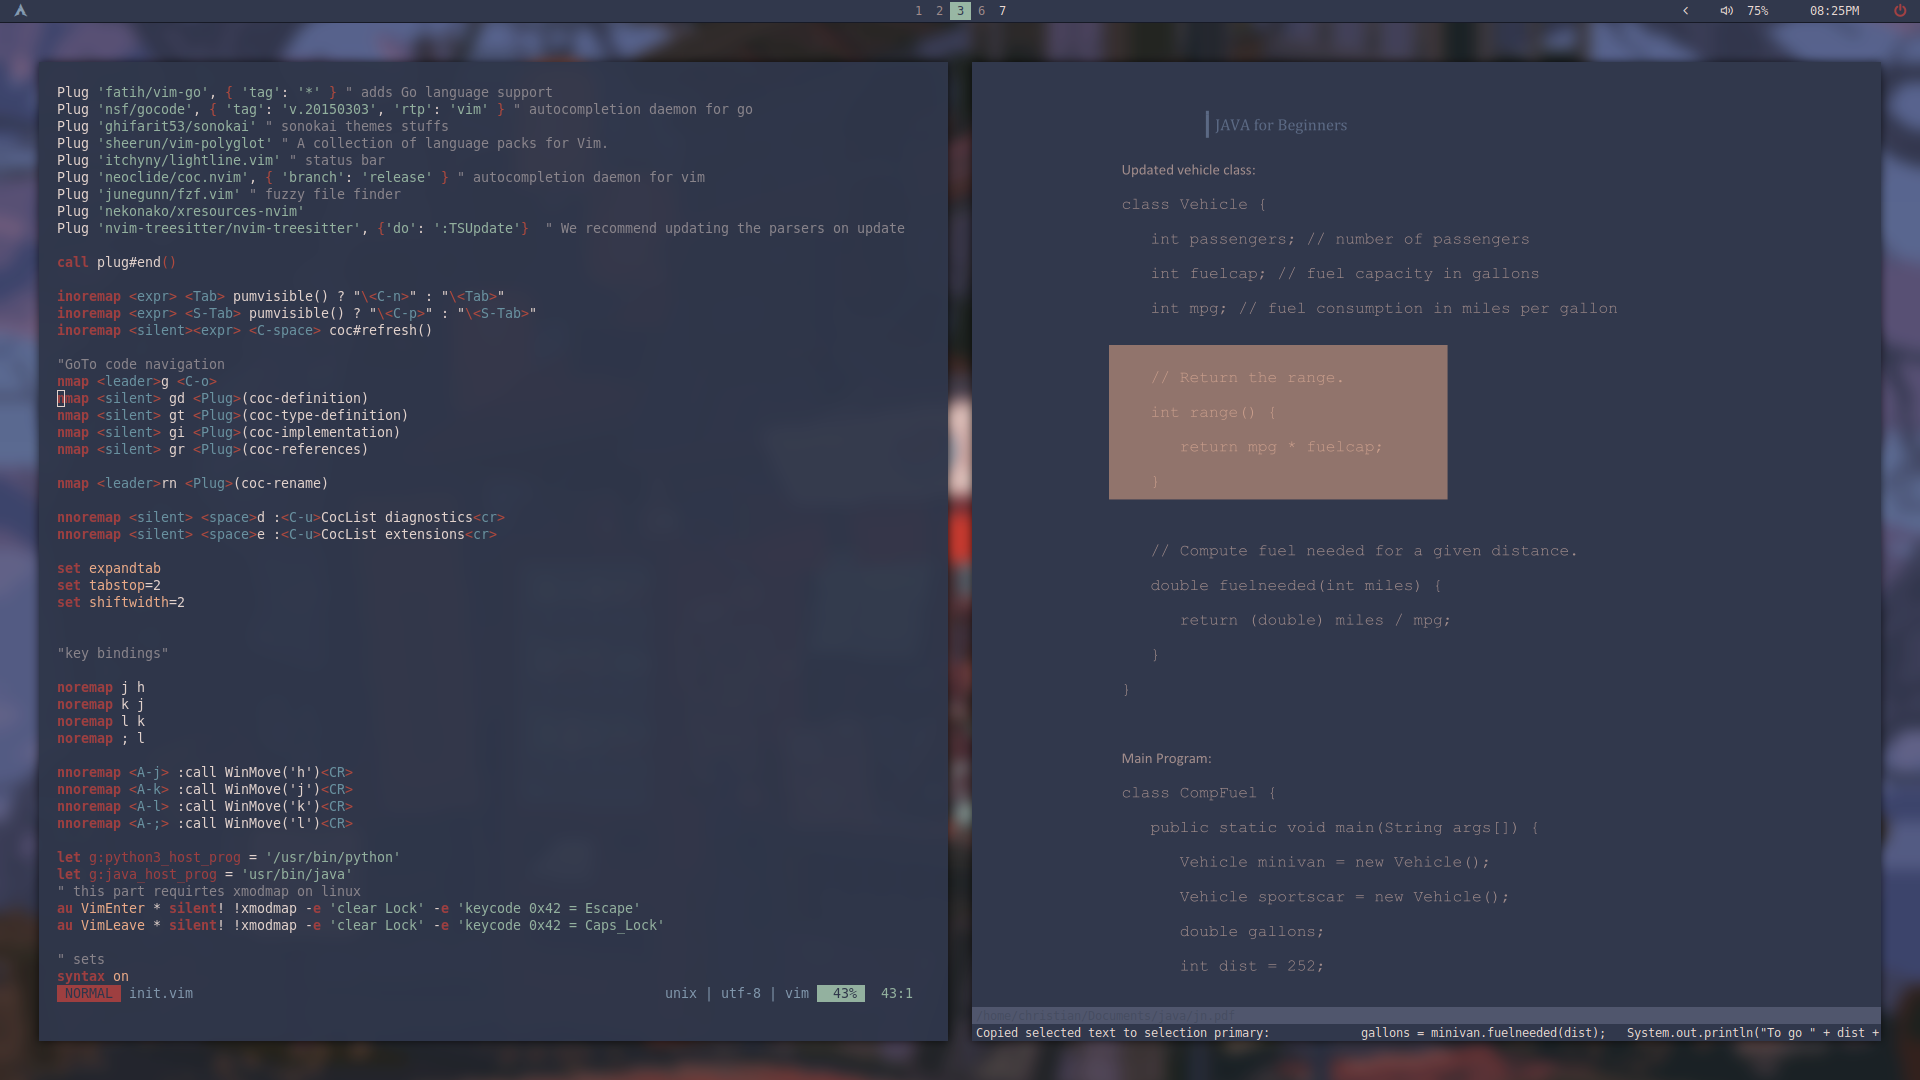 1 2 3 6 7
75% 08:25PM
Plug 'fatih/vim-go', { 'tag': '*' } " adds Go language support
Plug 'nsf/gocode', { 'tag': 'v.20150303', 'rtp': 'vim' } " autocompletion daemon for go
Plug 'ghifarit53/sonokai' " sonokai themes stuffs
Plug 'sheerun/vim-polyglot' " A collection of language packs for Vim.
Plug 'itchyny/lightline.vim' " status bar
Plug 'neoclide/coc.nvim', { 'branch': 'release' } " autocompletion daemon for vim
Plug 'junegunn/fzf.vim' " fuzzy file finder
Plug 'nekonako/xresources-nvim'
Plug 'nvim-treesitter/nvim-treesitter', {'do': ':TSUpdate'}  " We recommend updating the parsers on update
call plug#end()
inoremap <expr> <Tab> pumvisible() ? "\<C-n>" : "\<Tab>"
inoremap <expr> <S-Tab> pumvisible() ? "\<C-p>" : "\<S-Tab>"
inoremap <silent><expr> <C-space> coc#refresh()
"GoTo code navigation
nmap <leader>g <C-o>
nmap <silent> gd <Plug>(coc-definition)
nmap <silent> gt <Plug>(coc-type-definition)
nmap <silent> gi <Plug>(coc-implementation)
nmap <silent> gr <Plug>(coc-references)
nmap <leader>rn <Plug>(coc-rename)
nnoremap <silent> <space>d :<C-u>CocList diagnostics<cr>
nnoremap <silent> <space>e :<C-u>CocList extensions<cr>
set expandtab
set tabstop=2
set shiftwidth=2
"key bindings"
noremap j h
noremap k j
noremap l k
noremap ; l
nnoremap <A-j> :call WinMove('h')<CR>
nnoremap <A-k> :call WinMove('j')<CR>
nnoremap <A-l> :call WinMove('k')<CR>
nnoremap <A-;> :call WinMove('l')<CR>
let g:python3_host_prog = '/usr/bin/python'
let g:java_host_prog = 'usr/bin/java'
" this part requirtes xmodmap on linux
au VimEnter * silent! !xmodmap -e 'clear Lock' -e 'keycode 0x42 = Escape'
au VimLeave * silent! !xmodmap -e 'clear Lock' -e 'keycode 0x42 = Caps_Lock'
" sets
syntax on
NORMAL init.vim unix | utf-8 | vim 43% 43:1
JAVA for Beginners
Updated vehicle class:
class Vehicle {
int passengers; // number of passengers
int fuelcap; // fuel capacity in gallons
int mpg; // fuel consumption in miles per gallon
// Return the range.
int range() {
return mpg * fuelcap;
}
// Compute fuel needed for a given distance.
double fuelneeded(int miles) {
return (double) miles / mpg;
}
}
Main Program:
class CompFuel {
public static void main(String args[]) {
Vehicle minivan = new Vehicle();
Vehicle sportscar = new Vehicle();
double gallons;
int dist = 252;
/home/christian/Documents/java/jn.pdf
Copied selected text to selection primary: gallons = minivan.fuelneeded(dist); System.out.println("To go " + dist +